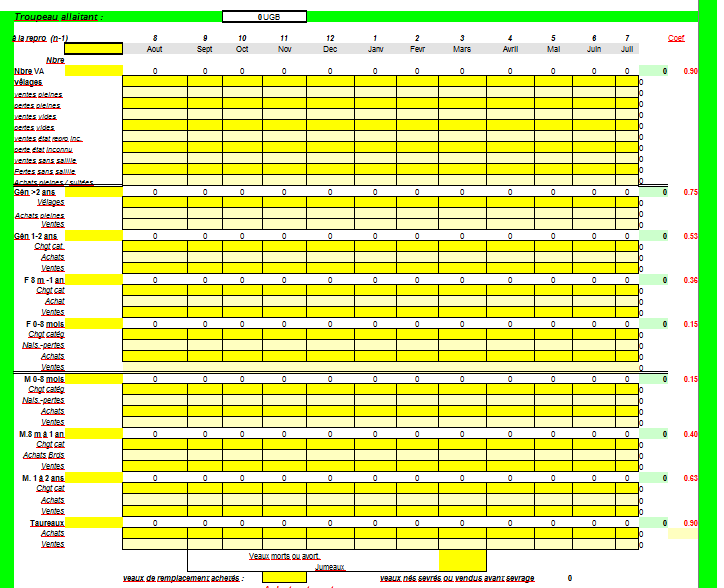 Troupeau allaitant : 0 UGB
à la repro (n-1) 8 9 10 11 12 1 2 3 4 5 6 7 Coef
Aout Sept Oct Nov Dec Janv Fevr Mars Avril Mai Juin Juil
Nbre
Nbre VA 0 0 0 0 0 0 0 0 0 0 0 0 0 0.90
Vêlages 0
ventes pleines 0
pertes pleines 0
ventes vides 0
pertes vides 0
ventes état repro inc. 0
perte état inconnu 0
ventes sans saillie 0
Pertes sans saillie 0
Achats pleines / suitées 0
Gén >2 ans 0 0 0 0 0 0 0 0 0 0 0 0 0 0.75
Vêlages 0
Achats pleines 0
Ventes 0
Gén 1-2 ans 0 0 0 0 0 0 0 0 0 0 0 0 0 0.53
Chgt cat. 0
Achats 0
Ventes 0
F 8 m -1 an 0 0 0 0 0 0 0 0 0 0 0 0 0 0.36
Chgt cat 0
Achat 0
Ventes 0
F 0-8 mois 0 0 0 0 0 0 0 0 0 0 0 0 0 0.15
Chgt catég 0
Nais.-pertes 0
Achats 0
Ventes 0
M 0-8 mois 0 0 0 0 0 0 0 0 0 0 0 0 0 0.15
Chgt catég 0
Nais.-pertes 0
Achats 0
Ventes 0
M.8 m à 1 an 0 0 0 0 0 0 0 0 0 0 0 0 0 0.40
Chgt cat 0
Achats Brds 0
Ventes 0
M. 1 à 2 ans 0 0 0 0 0 0 0 0 0 0 0 0 0 0.63
Chgt cat 0
Achats 0
Ventes 0
Taureaux 0 0 0 0 0 0 0 0 0 0 0 0 0 0.90
Achats 0
Ventes 0
Veaux morts ou avort.
Jumeaux
veaux de remplacement achetés : veaux nés sevrés ou vendus avant sevrage 0